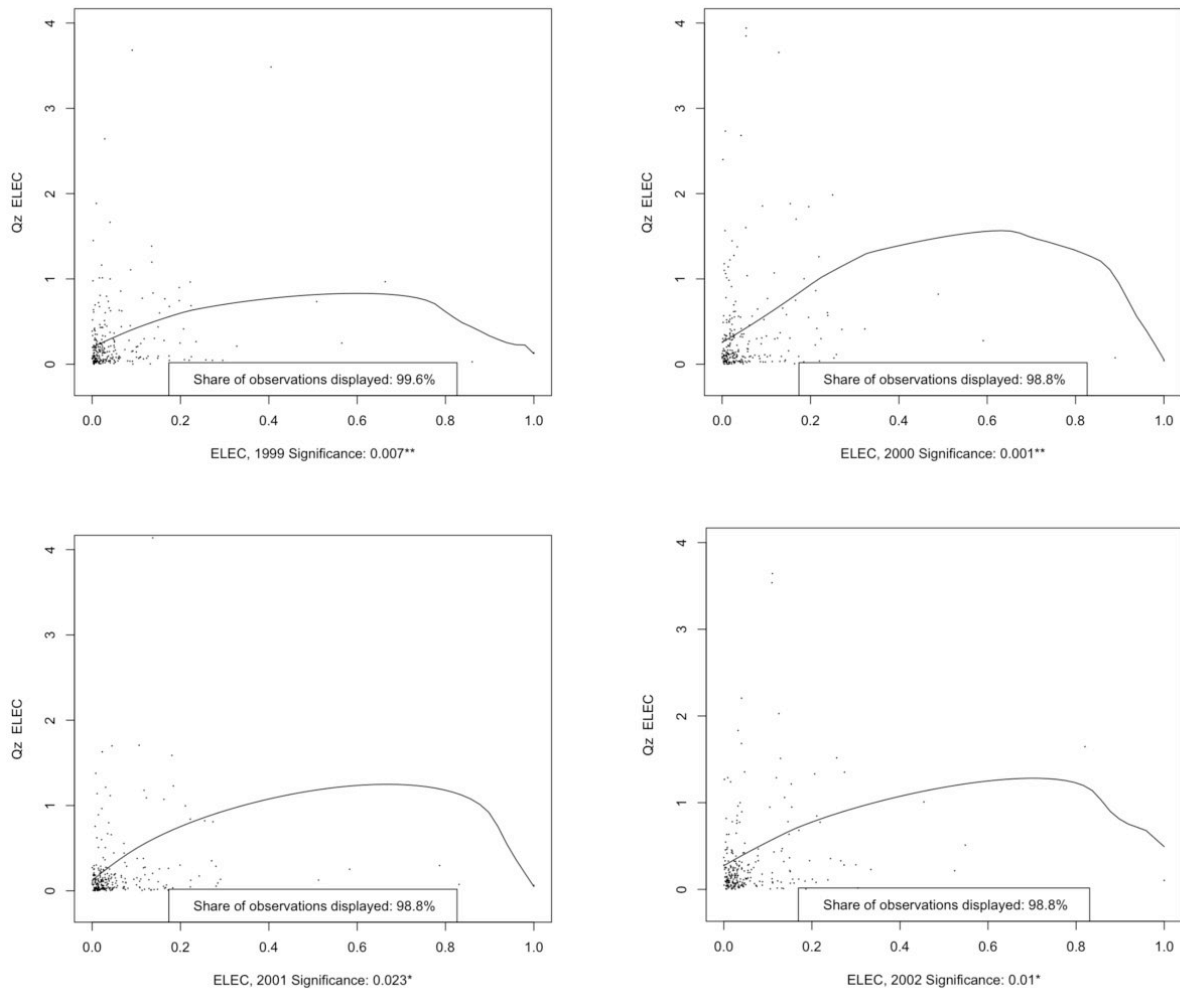 4
3
2
1
0
Qz ELEC
Share of observations displayed: 99.6%
0.0 0.2 0.4 0.6 0.8 1.0
ELEC, 1999 Significance: 0.007**
4
3
2
1
0
Qz ELEC
Share of observations displayed: 98.8%
0.0 0.2 0.4 0.6 0.8 1.0
ELEC, 2000 Significance: 0.001**
4
3
2
1
0
Qz ELEC
Share of observations displayed: 98.8%
0.0 0.2 0.4 0.6 0.8 1.0
ELEC, 2001 Significance: 0.023*
4
3
2
1
0
Qz ELEC
Share of observations displayed: 98.8%
0.0 0.2 0.4 0.6 0.8 1.0
ELEC, 2002 Significance: 0.01*